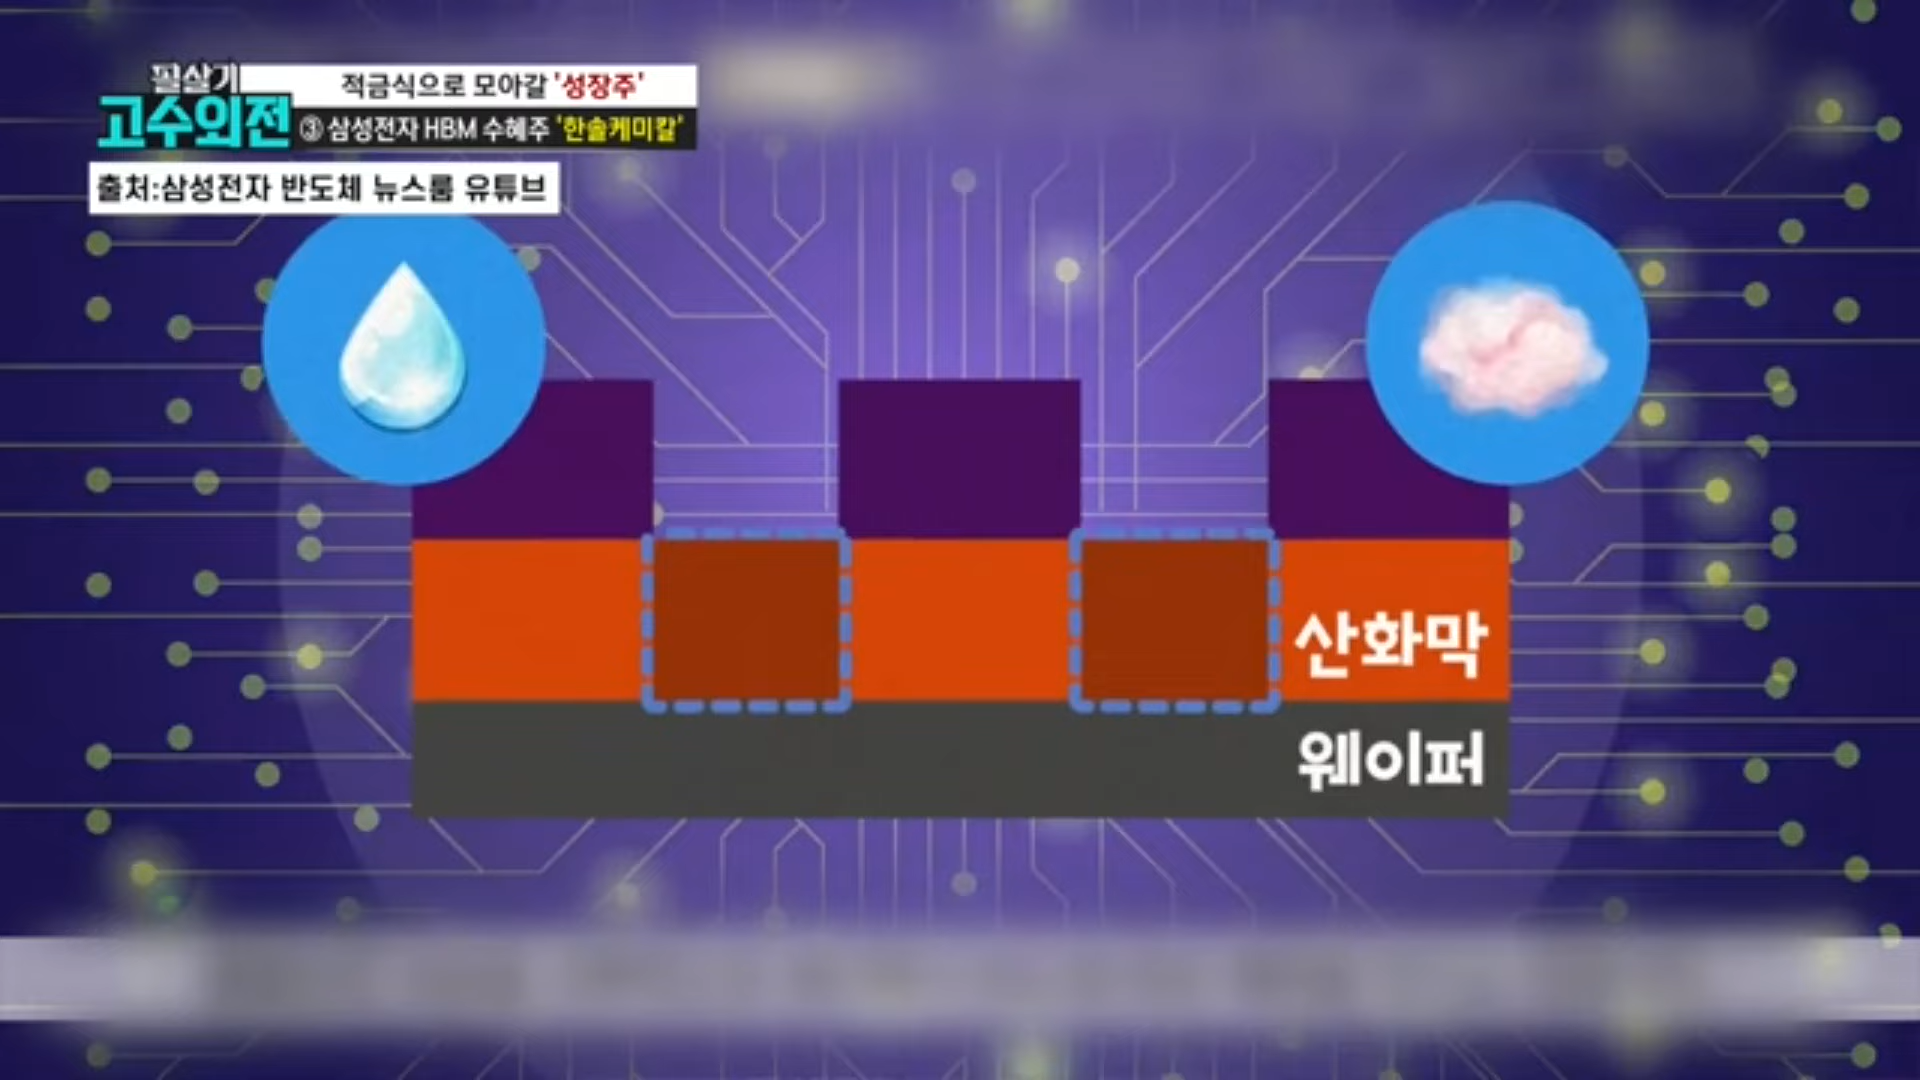 필살기
고수외전
적금식으로 모아갈 '성장주'
③ 삼성전자 HBM 수혜주 '한솔케미칼'
출처:삼성전자 반도체 뉴스룸 유튜브
산화막
웨이퍼